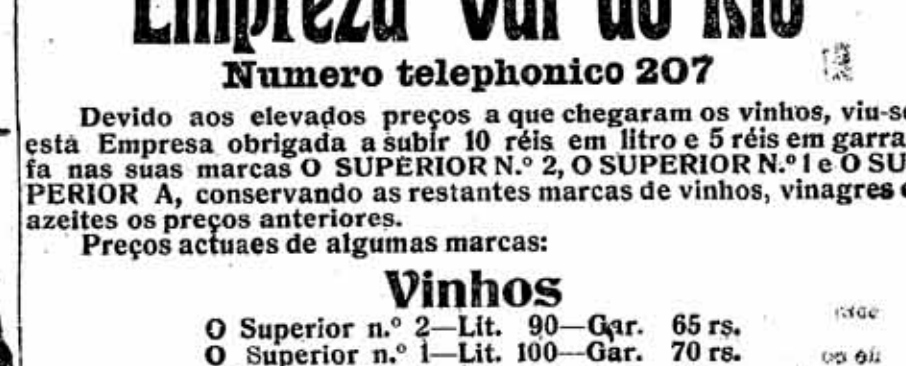 Empreza Val do Rio
Numero telephonico 207
Devido aos elevados preços a que chegaram os vinhos, viu-se
está Empresa obrigada a subir 10 réis em litro e 5 réis em garra
fa nas suas marcas O SUPERIOR N.º 2, O SUPERIOR N.º 1 e O SU
PERIOR A, conservando as restantes marcas de vinhos, vinagres e
azeites os preços anteriores.
Preços actuaes de algumas marcas:
Vinhos
O Superior n.º 2—Lit. 90—Gar. 65 rs.
O Superior n.º 1—Lit. 100—Gar. 70 rs.